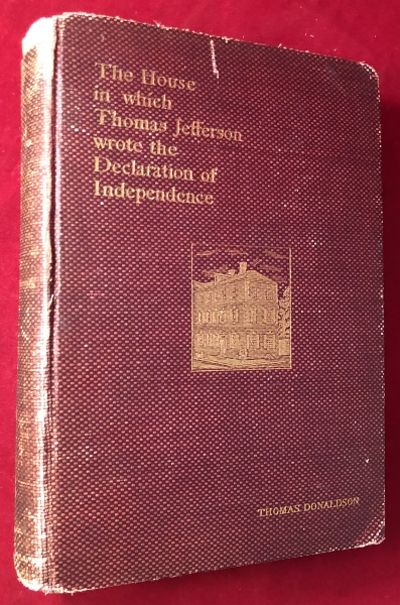 The House
in which
Thomas Jefferson
wrote the
Declaration of
Independence
THOMAS DONALDSON